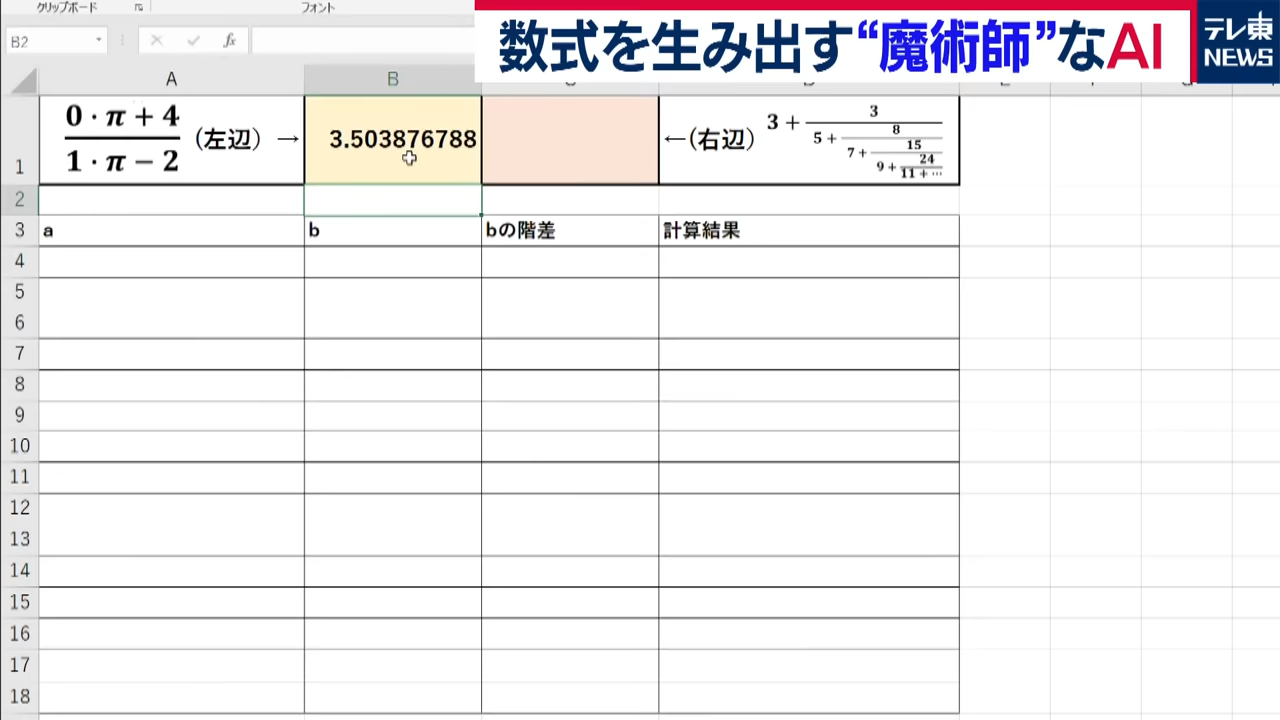 クリップボード
フォント
数式を生み出す“魔術師”なAI
テレ東
NEWS
B2
fx
A
B
1
0・π+4
1・π−2
(左辺) →
3.503876788
←(右辺)
3+
3
5+
8
7+
15
9+
24
11+…
2
3
a
b
bの階差
計算結果
4
5
6
7
8
9
10
11
12
13
14
15
16
17
18